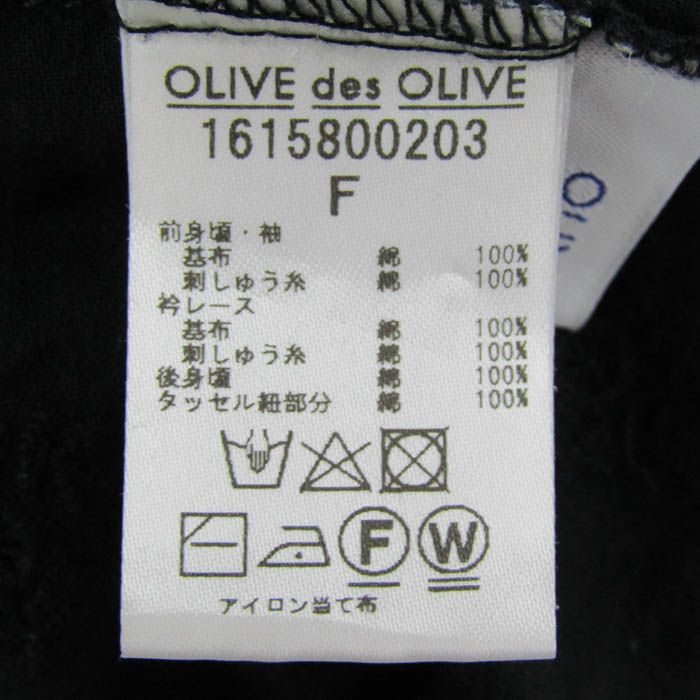 OLIVE des OLIVE
1615800203
F
前身頃・袖
基布 綿 100%
刺しゅう糸 綿 100%
衿レース
基布 綿 100%
刺しゅう糸 綿 100%
後身頃 綿 100%
タッセル紐部分 綿 100%
F W
アイロン当て布